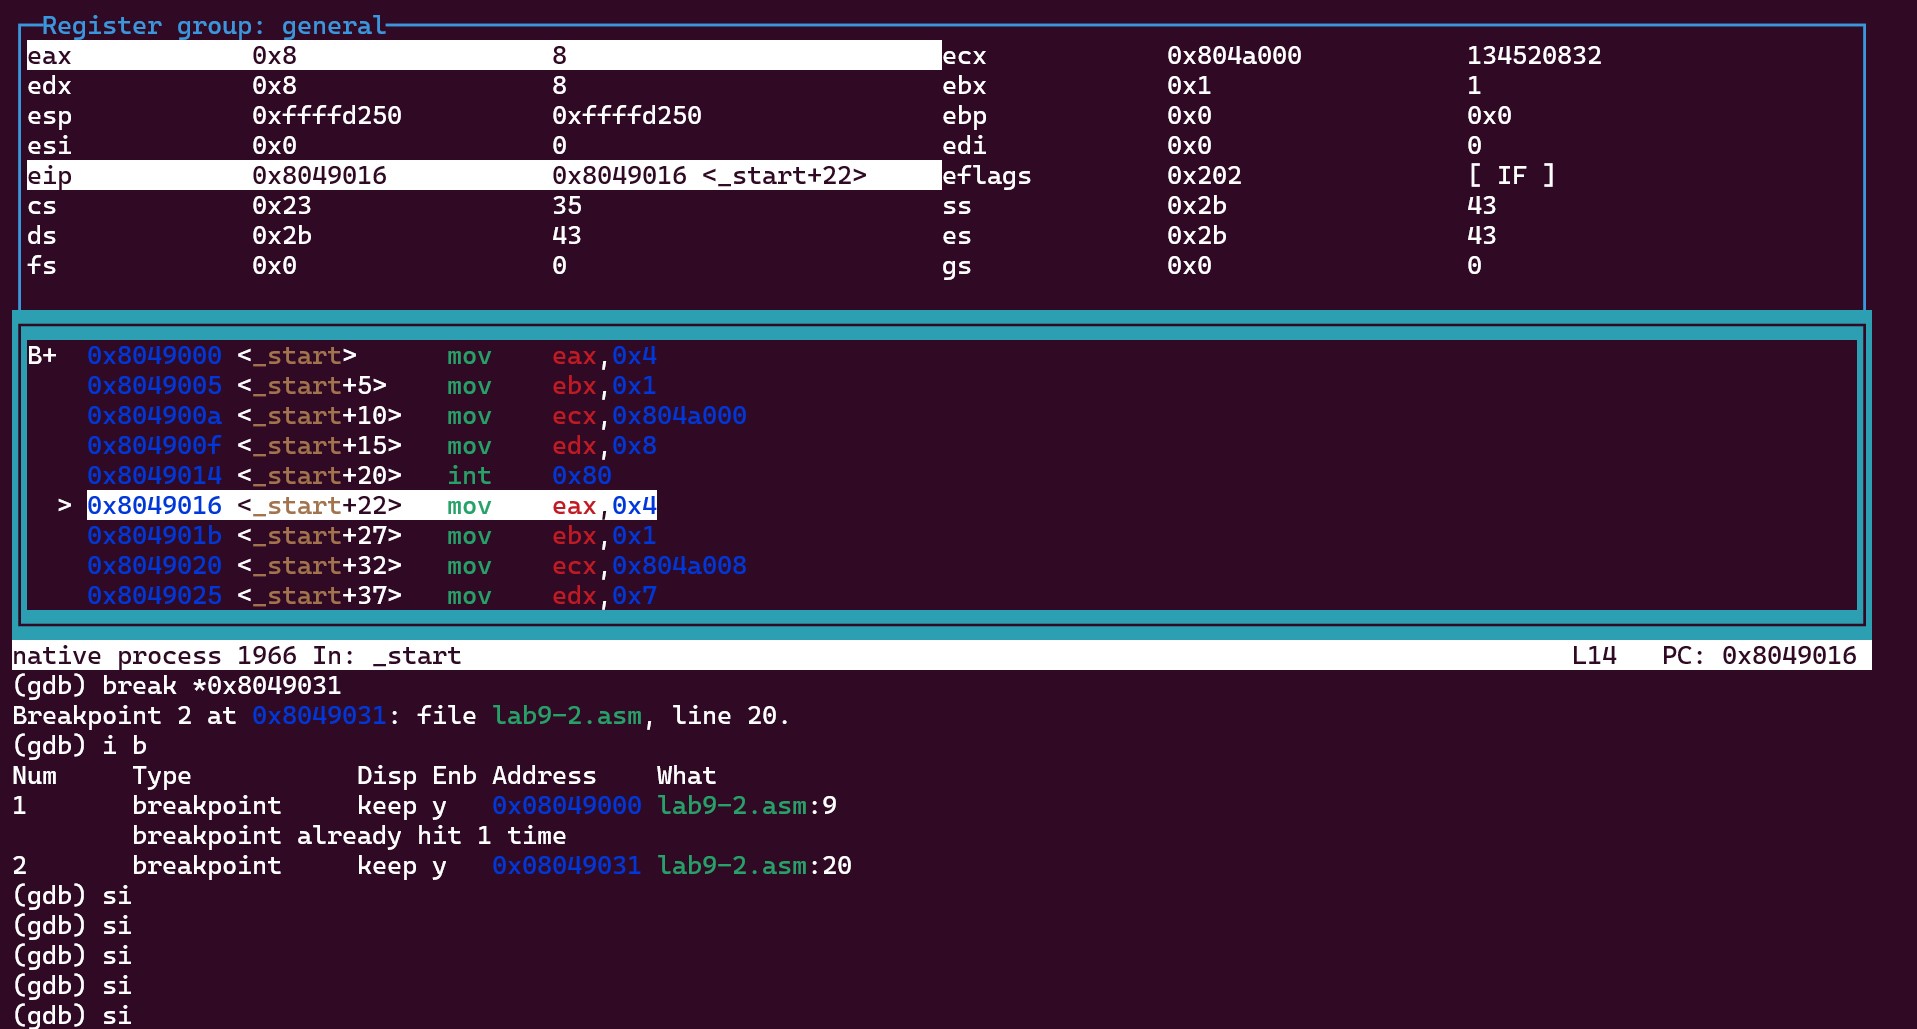 Register group: general
eax 0x8 8 ecx 0x804a000 134520832
edx 0x8 8 ebx 0x1 1
esp 0xffffd250 0xffffd250 ebp 0x0 0x0
esi 0x0 0 edi 0x0 0
eip 0x8049016 0x8049016 <_start+22> eflags 0x202 [ IF ]
cs 0x23 35 ss 0x2b 43
ds 0x2b 43 es 0x2b 43
fs 0x0 0 gs 0x0 0
B+ 0x8049000 <_start> mov eax,0x4
0x8049005 <_start+5> mov ebx,0x1
0x804900a <_start+10> mov ecx,0x804a000
0x804900f <_start+15> mov edx,0x8
0x8049014 <_start+20> int 0x80
> 0x8049016 <_start+22> mov eax,0x4
0x804901b <_start+27> mov ebx,0x1
0x8049020 <_start+32> mov ecx,0x804a008
0x8049025 <_start+37> mov edx,0x7
native process 1966 In: _start L14 PC: 0x8049016
(gdb) break *0x8049031
Breakpoint 2 at 0x8049031: file lab9-2.asm, line 20.
(gdb) i b
Num Type Disp Enb Address What
1 breakpoint keep y 0x08049000 lab9-2.asm:9
breakpoint already hit 1 time
2 breakpoint keep y 0x08049031 lab9-2.asm:20
(gdb) si
(gdb) si
(gdb) si
(gdb) si
(gdb) si